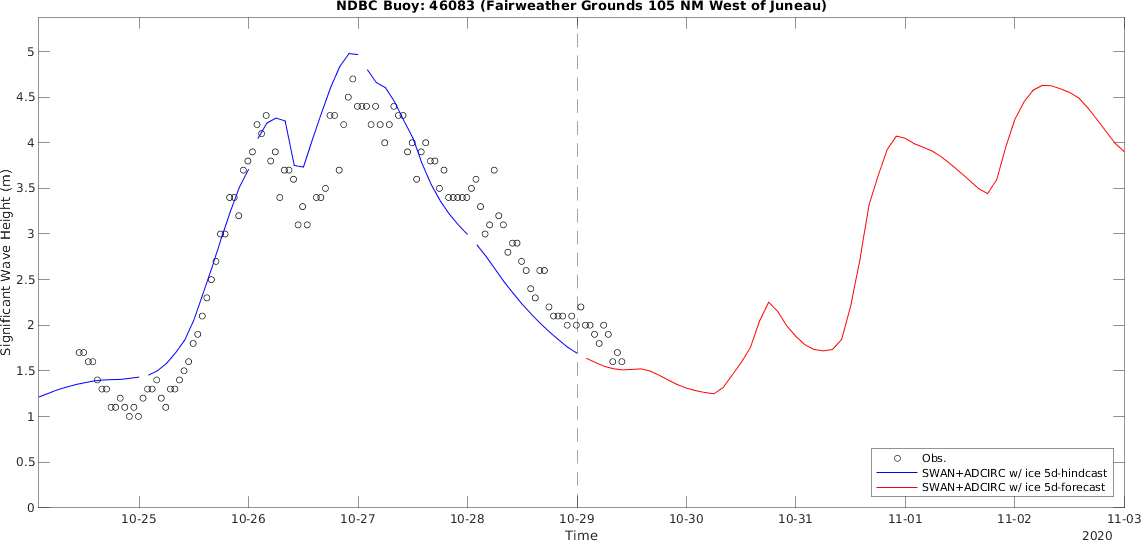 NDBC Buoy: 46083 (Fairweather Grounds 105 NM West of Juneau)
Significant Wave Height (m)
5
4.5
4
3.5
3
2.5
2
1.5
1
0.5
0
Obs.
SWAN+ADCIRC w/ ice 5d-hindcast
SWAN+ADCIRC w/ ice 5d-forecast
10-25 10-26 10-27 10-28 10-29 10-30 10-31 11-01 11-02 11-03
Time
2020